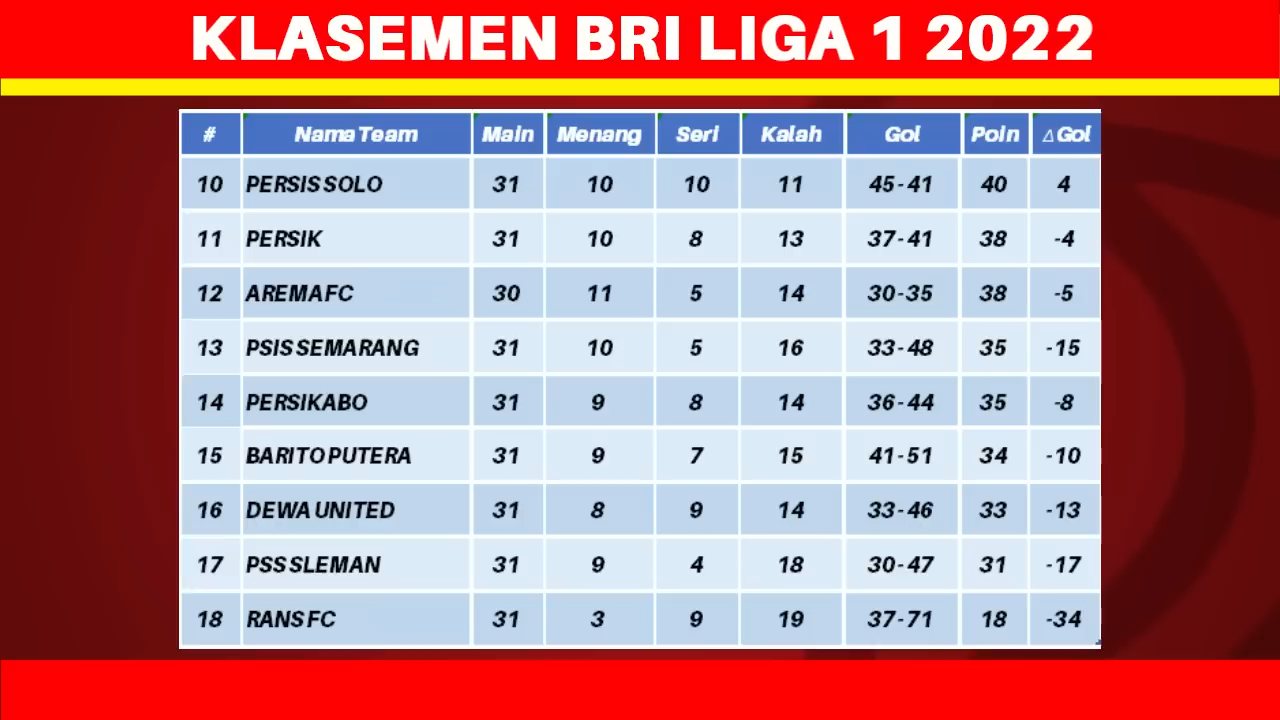 KLASEMEN BRI LIGA 1 2022
# Nama Team Main Menang Seri Kalah Gol Poin △ Gol
10 PERSIS SOLO 31 10 10 11 45 - 41 40 4
11 PERSIK 31 10 8 13 37 - 41 38 -4
12 AREMA FC 30 11 5 14 30 - 35 38 -5
13 PSIS SEMARANG 31 10 5 16 33 - 48 35 -15
14 PERSIKABO 31 9 8 14 36 - 44 35 -8
15 BARITO PUTERA 31 9 7 15 41 - 51 34 -10
16 DEWA UNITED 31 8 9 14 33 - 46 33 -13
17 PSS SLEMAN 31 9 4 18 30 - 47 31 -17
18 RANS FC 31 3 9 19 37 - 71 18 -34